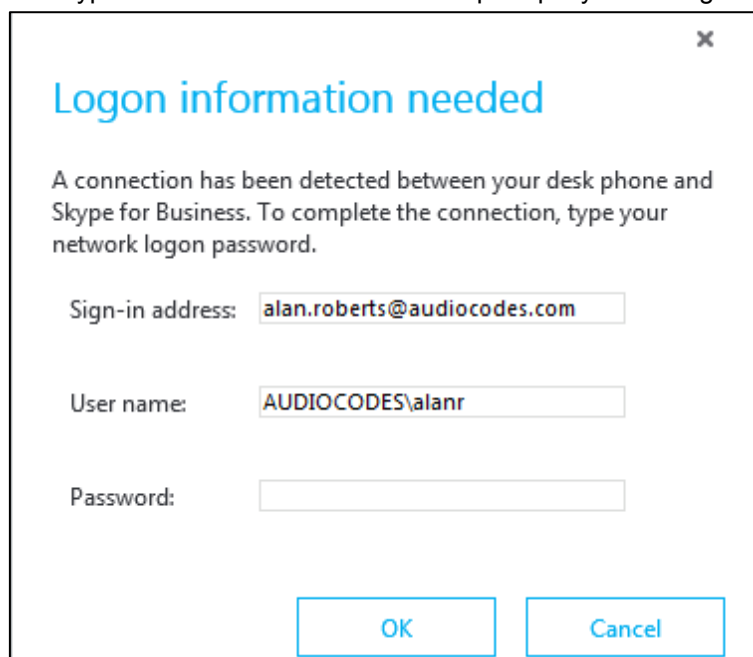 Logon information needed
A connection has been detected between your desk phone and
Skype for Business. To complete the connection, type your
network logon password.
Sign-in address: alan.roberts@audiocodes.com
User name: AUDIOCODES\alanr
Password:
OK Cancel